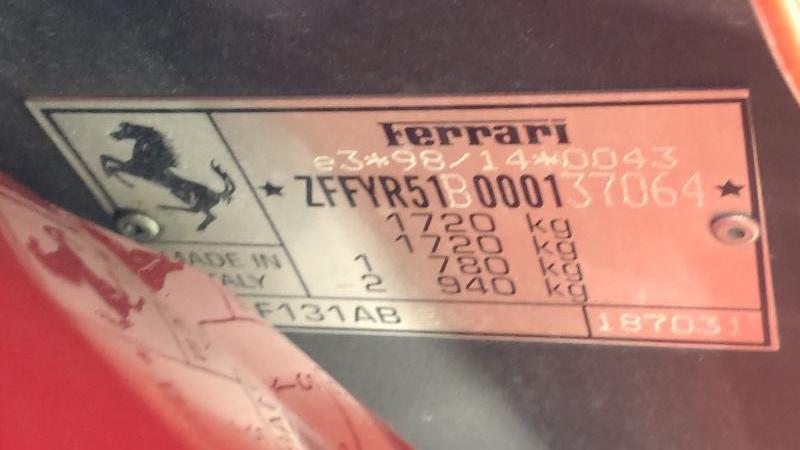 Ferrari
e3*98/14*0043
★ ZFFYR51B000137064 ★
1720 kg
1720 kg
1 780 kg
2 940 kg
MADE IN
ITALY
F131AB
187031